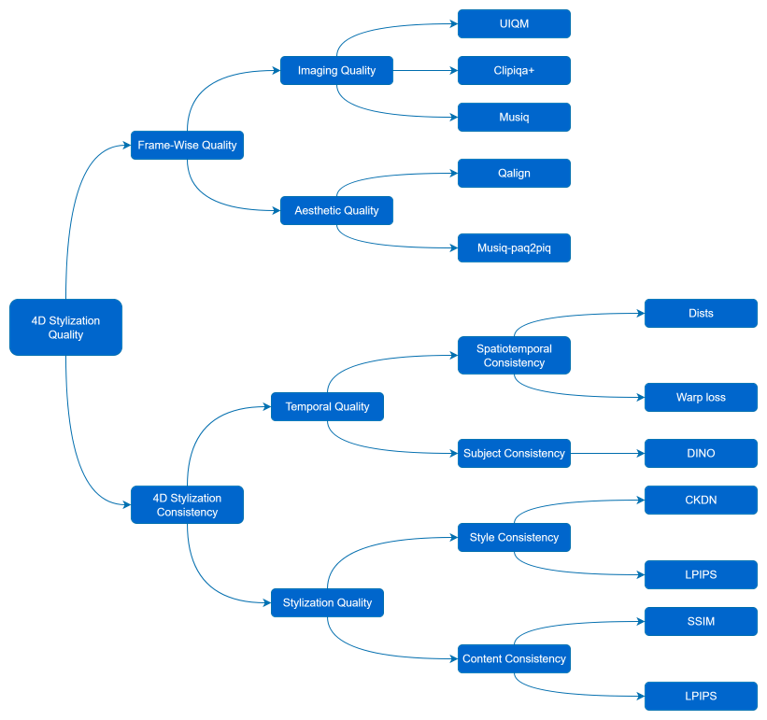 UIQM
Imaging Quality
Clipiqa+
Musiq
Frame-Wise Quality
Qalign
Aesthetic Quality
Musiq-paq2piq
4D Stylization
Quality
Dists
Spatiotemporal
Consistency
Warp loss
Temporal Quality
Subject Consistency
DINO
4D Stylization
Consistency
CKDN
Style Consistency
LPIPS
Stylization Quality
SSIM
Content Consistency
LPIPS